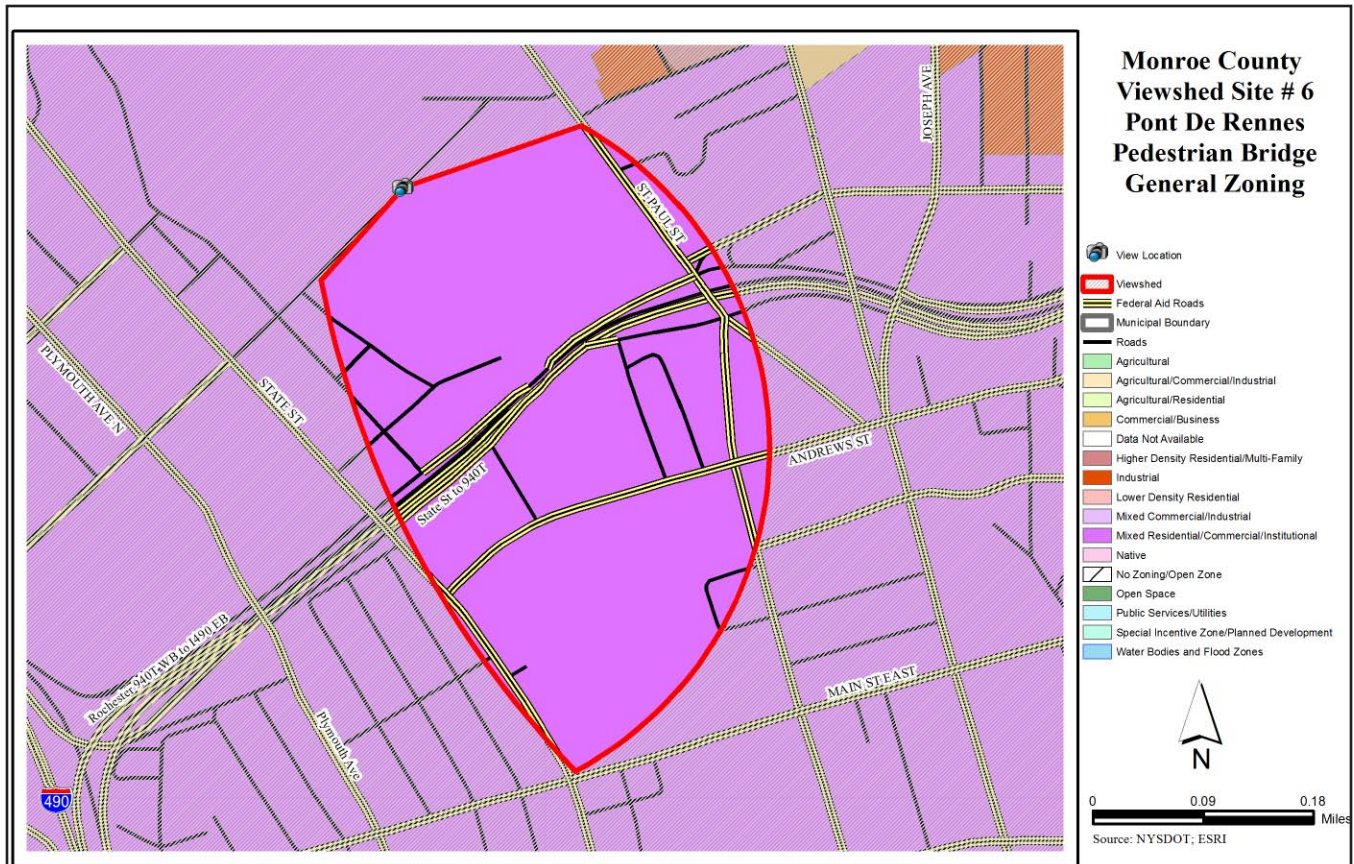 Monroe County
Viewshed Site # 6
Pont De Rennes
Pedestrian Bridge
General Zoning
View Location
Viewshed
Federal Aid Roads
Municipal Boundary
Roads
Agricultural
Agricultural/Commercial/Industrial
Agricultural/Residential
Commercial/Business
Data Not Available
Higher Density Residential/Multi-Family
Industrial
Lower Density Residential
Mixed Commercial/Industrial
Mixed Residential/Commercial/Institutional
Native
No Zoning/Open Zone
Open Space
Public Services/Utilities
Special Incentive Zone/Planned Development
Water Bodies and Flood Zones
N
0 0.09 0.18
Miles
Source: NYSDOT; ESRI
JOSEPH AVE
ST PAUL ST
PLYMOUTH AVE N
STATE ST
ANDREWS ST
State St to 940T
Rochester 940T WB to I490 EB
Plymouth Ave
MAIN ST EAST
490